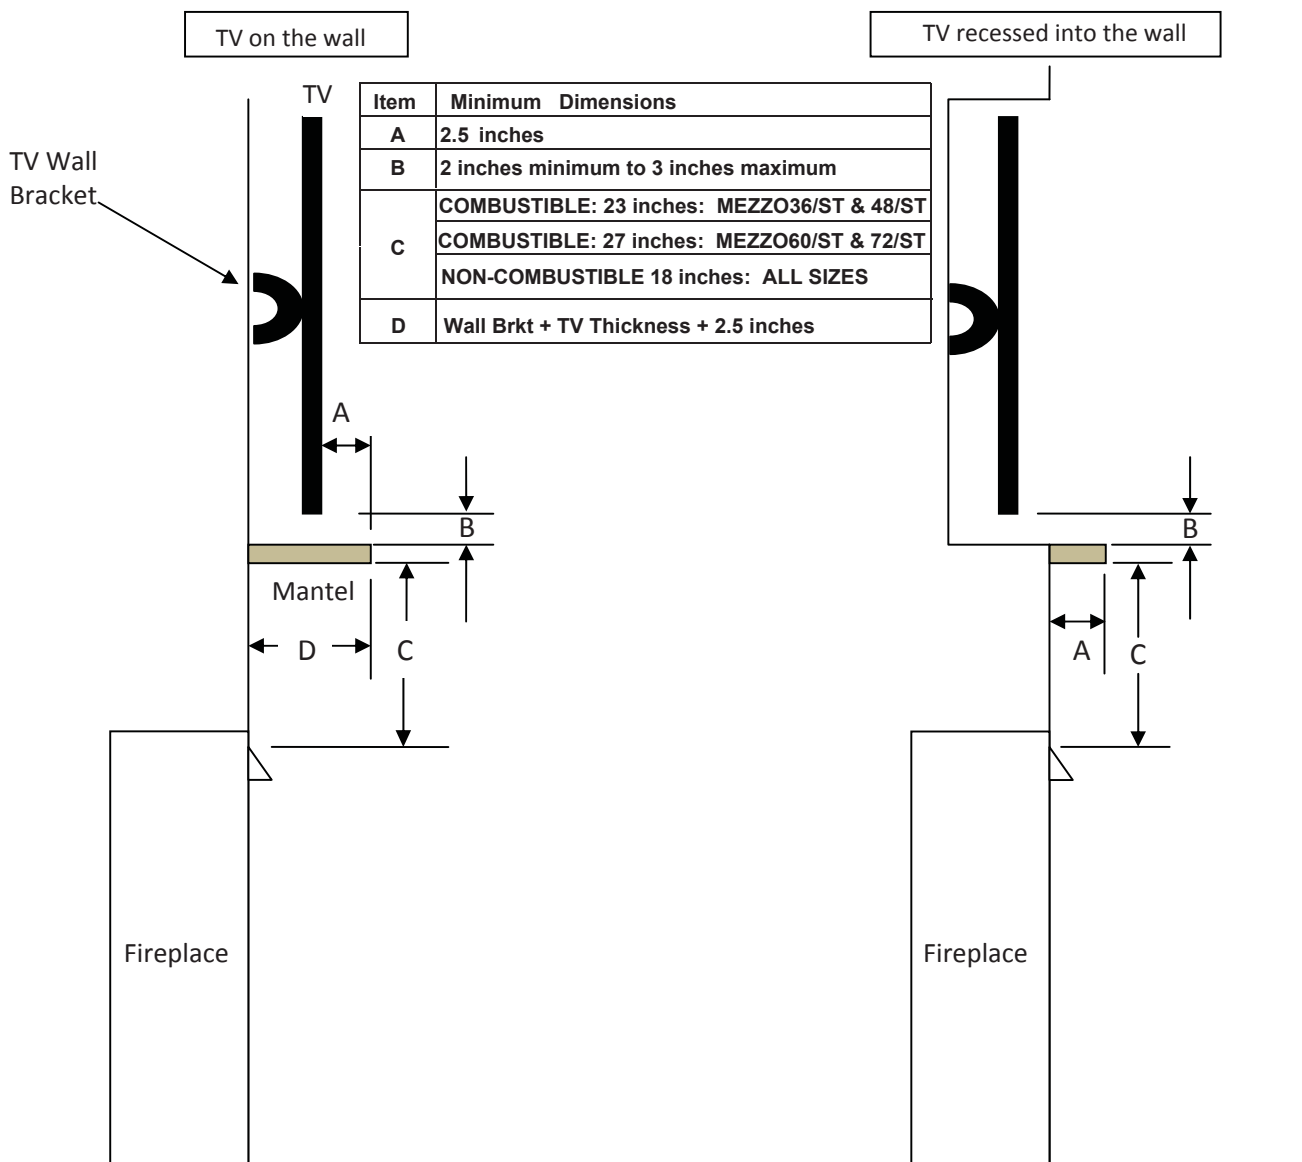 TV on the wall
TV recessed into the wall
TV
TV Wall
Bracket
Item Minimum Dimensions
A 2.5 inches
B 2 inches minimum to 3 inches maximum
C
COMBUSTIBLE: 23 inches: MEZZO36/ST & 48/ST
COMBUSTIBLE: 27 inches: MEZZO60/ST & 72/ST
NON-COMBUSTIBLE 18 inches: ALL SIZES
D Wall Brkt + TV Thickness + 2.5 inches
A
B
Mantel
D
C
Fireplace
B
A
C
Fireplace